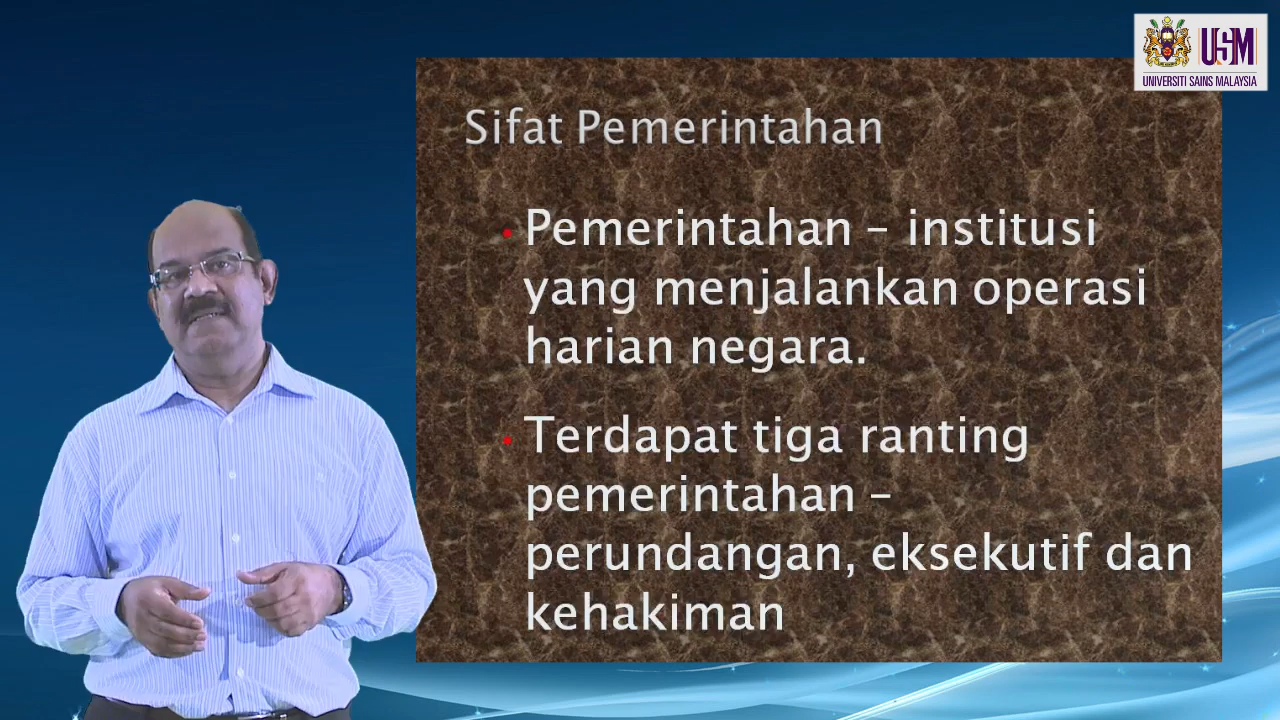 USM
UNIVERSITI SAINS MALAYSIA
Sifat Pemerintahan
• Pemerintahan – institusi
yang menjalankan operasi
harian negara.
• Terdapat tiga ranting
pemerintahan –
perundangan, eksekutif dan
kehakiman